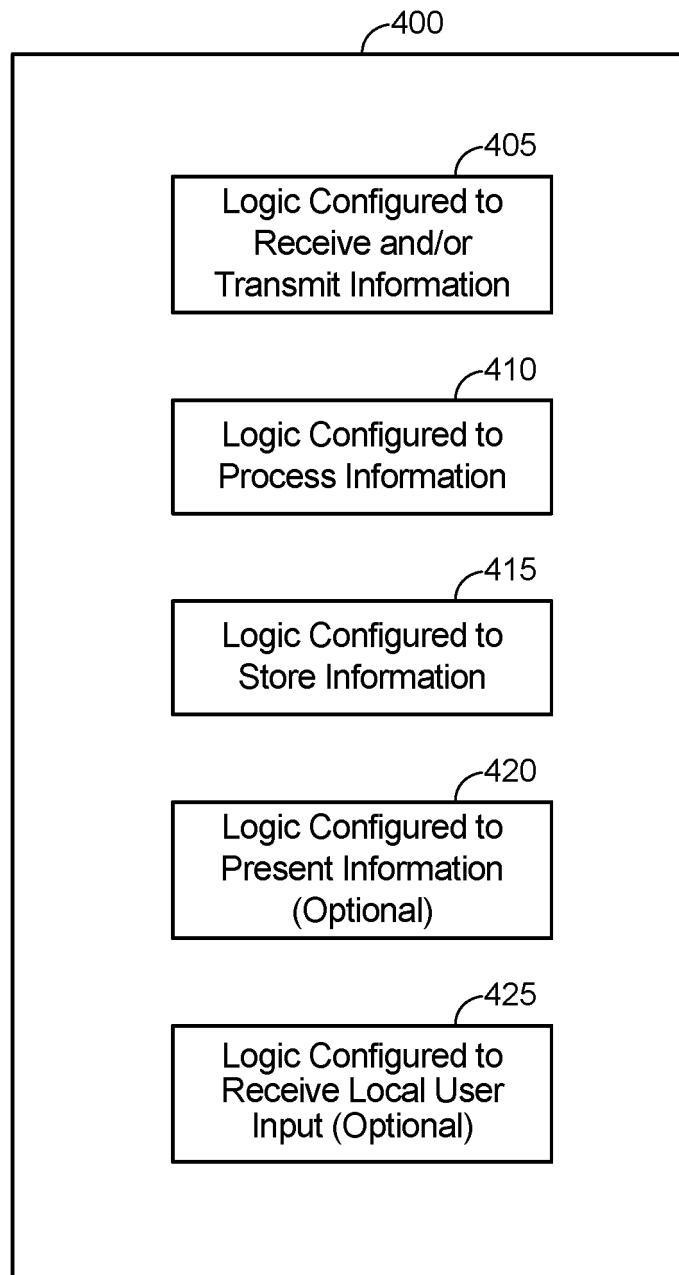 400
405
Logic Configured to
Receive and/or
Transmit Information
410
Logic Configured to
Process Information
415
Logic Configured to
Store Information
420
Logic Configured to
Present Information
(Optional)
425
Logic Configured to
Receive Local User
Input (Optional)